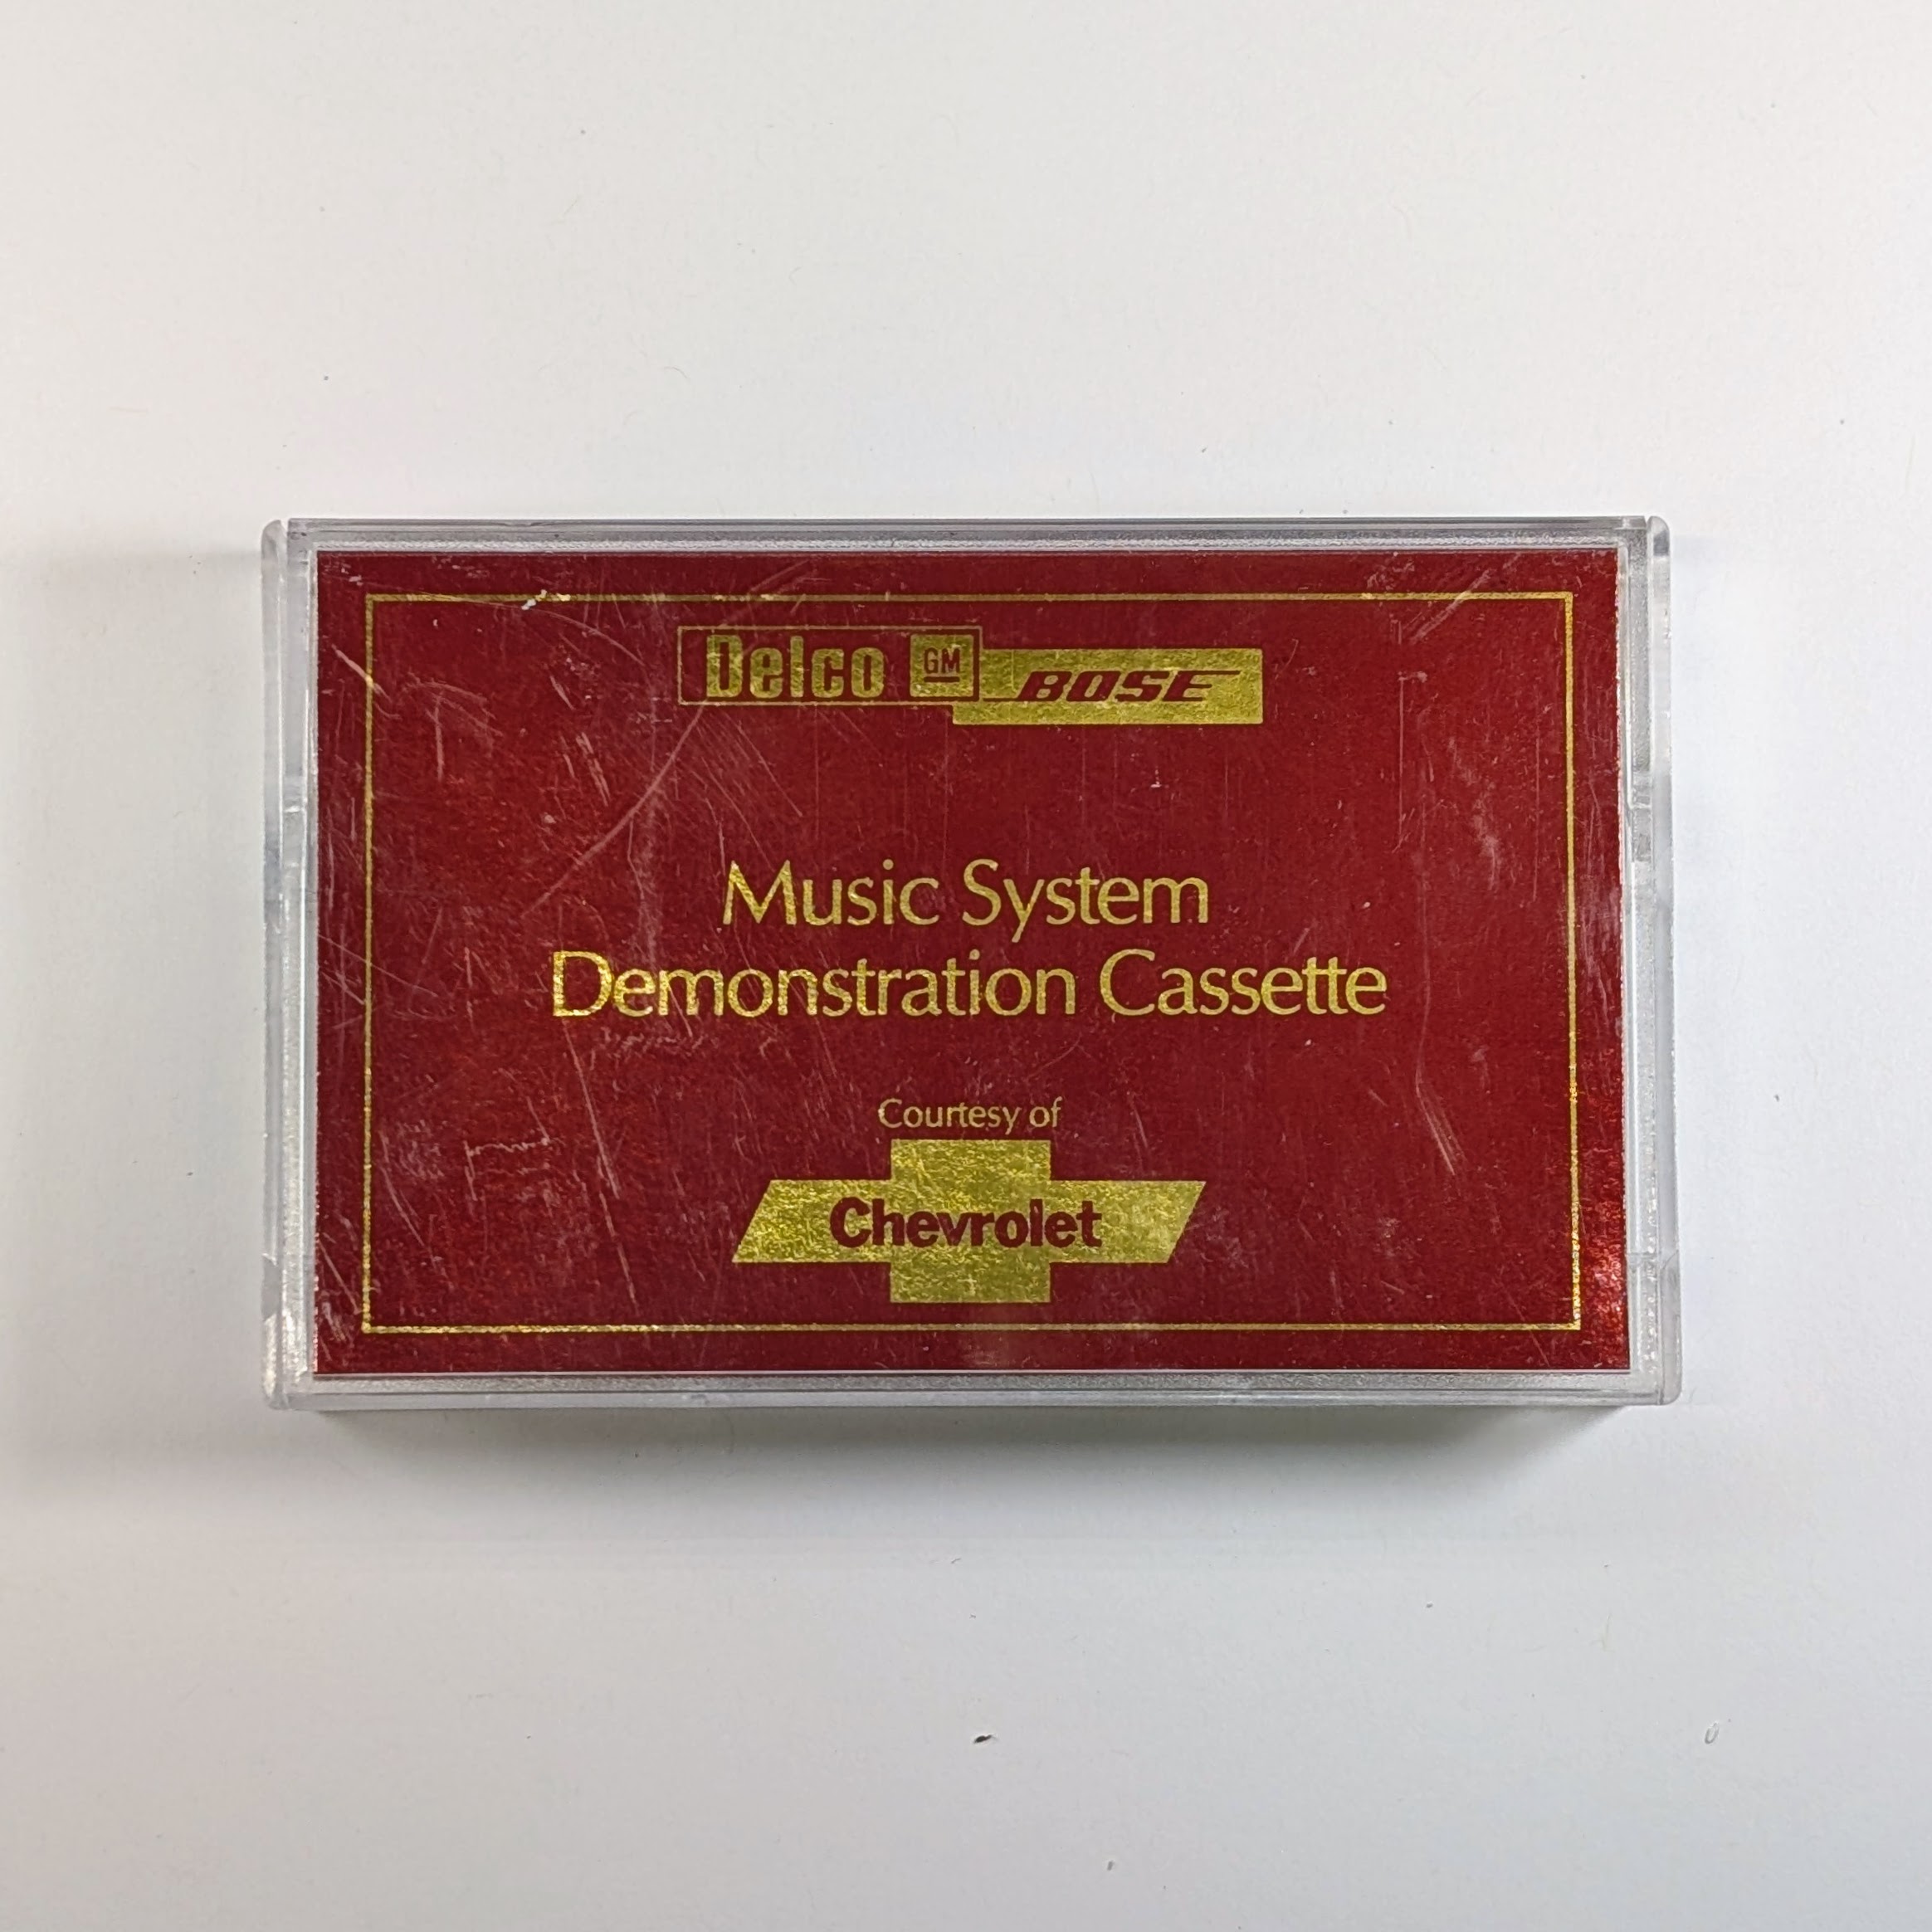 Delco GM BOSE
Music System
Demonstration Cassette
Courtesy of
Chevrolet